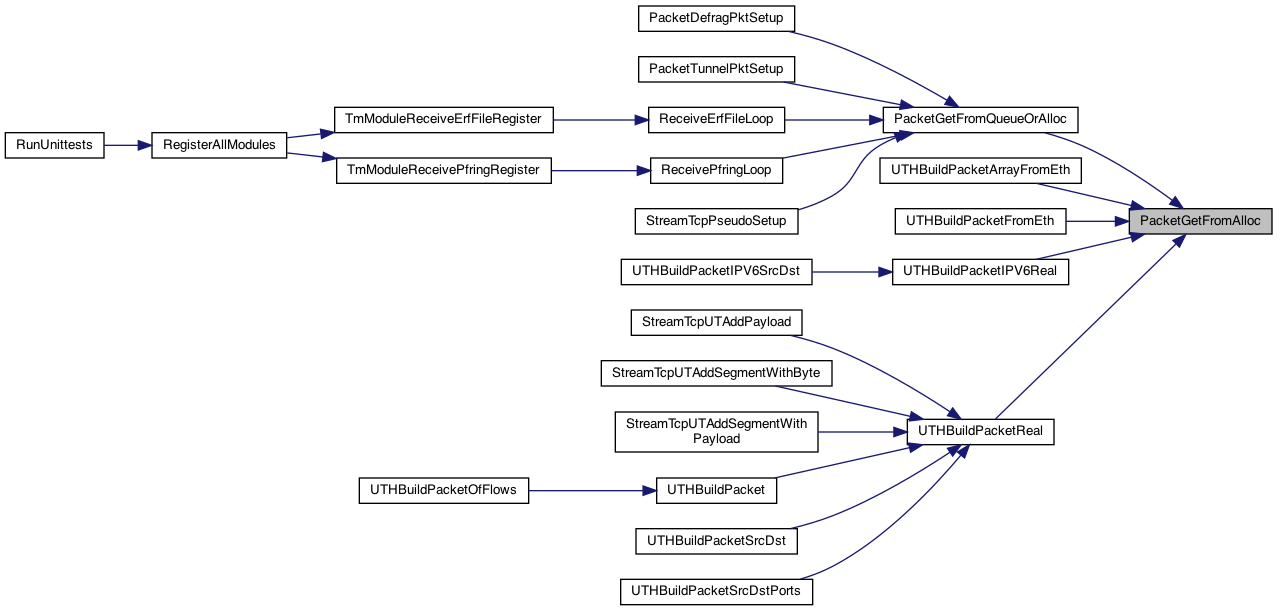 PacketDefragPktSetup
PacketTunnelPktSetup
PacketGetFromQueueOrAlloc
TmModuleReceiveErfFileRegister
ReceiveErfFileLoop
RunUnittests
RegisterAllModules
TmModuleReceivePfringRegister
ReceivePfringLoop
UTHBuildPacketArrayFromEth
StreamTcpPseudoSetup
UTHBuildPacketFromEth
PacketGetFromAlloc
UTHBuildPacketIPV6SrcDst
UTHBuildPacketIPV6Real
StreamTcpUTAddPayload
StreamTcpUTAddSegmentWithByte
StreamTcpUTAddSegmentWith
Payload
UTHBuildPacketReal
UTHBuildPacketOfFlows
UTHBuildPacket
UTHBuildPacketSrcDst
UTHBuildPacketSrcDstPorts